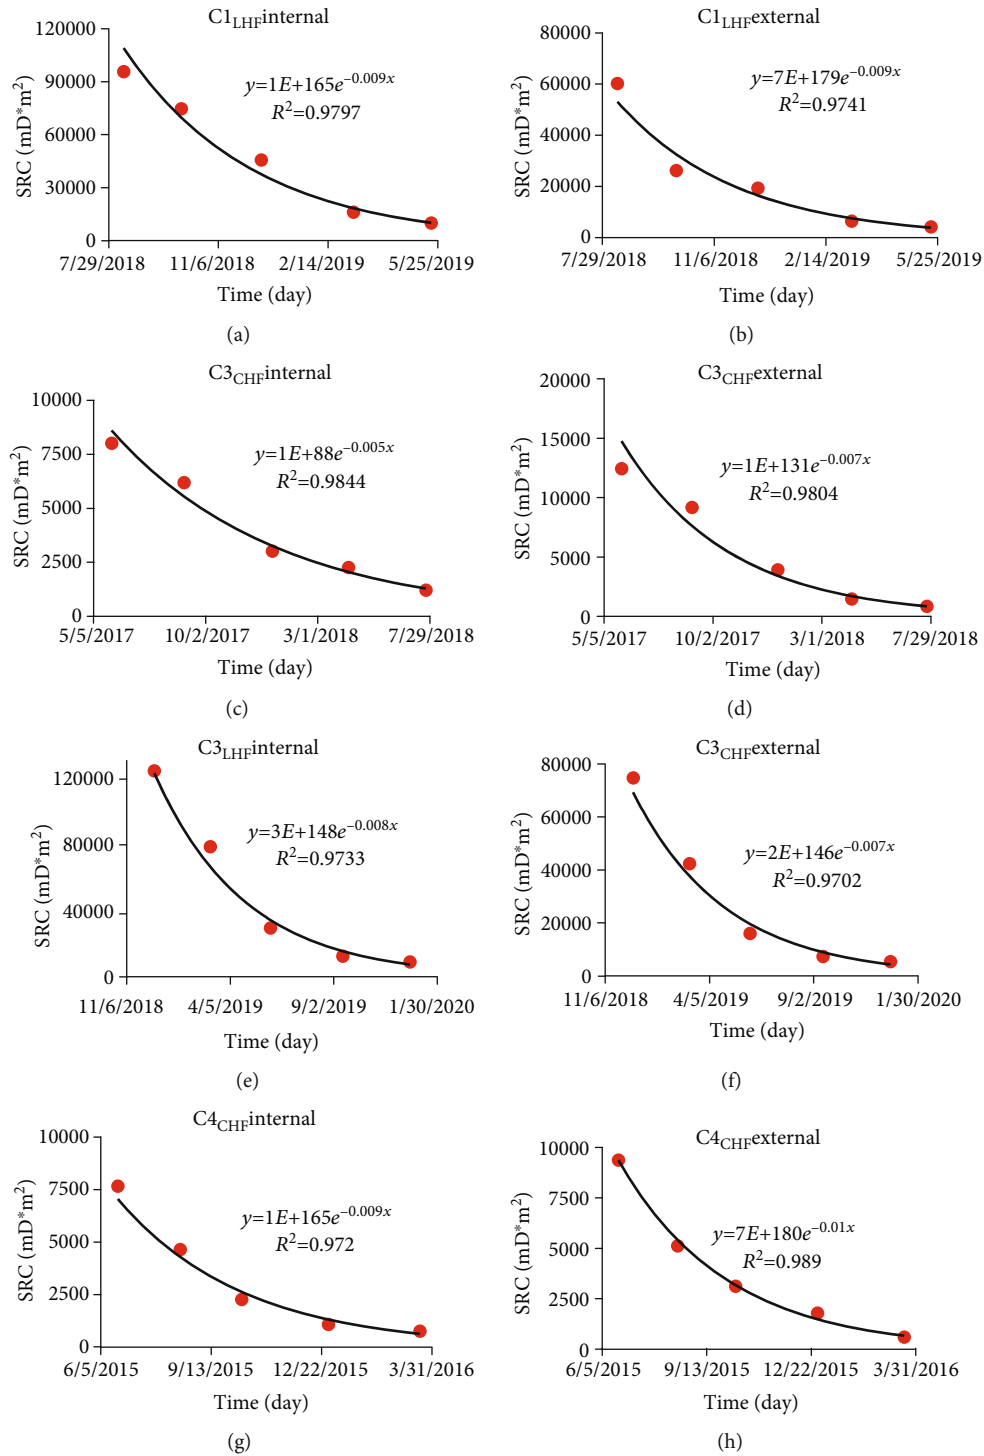 C1LHFinternal
SRC (mD*m2)
120000
90000
60000
30000
0
y=1E+165e−0.009x
R2=0.9797
7/29/2018 11/6/2018 2/14/2019 5/25/2019
Time (day)
(a)
C1LHFexternal
SRC (mD*m2)
80000
60000
40000
20000
0
y=7E+179e−0.009x
R2=0.9741
7/29/2018 11/6/2018 2/14/2019 5/25/2019
Time (day)
(b)
C3CHFinternal
SRC (mD*m2)
10000
7500
5000
2500
0
y=1E+88e−0.005x
R2=0.9844
5/5/2017 10/2/2017 3/1/2018 7/29/2018
Time (day)
(c)
C3CHFexternal
SRC (mD*m2)
20000
15000
10000
5000
0
y=1E+131e−0.007x
R2=0.9804
5/5/2017 10/2/2017 3/1/2018 7/29/2018
Time (day)
(d)
C3LHFinternal
SRC (mD*m2)
120000
80000
40000
0
y=3E+148e−0.008x
R2=0.9733
11/6/2018 4/5/2019 9/2/2019 1/30/2020
Time (day)
(e)
C3CHFexternal
SRC (mD*m2)
80000
60000
40000
20000
0
y=2E+146e−0.007x
R2=0.9702
11/6/2018 4/5/2019 9/2/2019 1/30/2020
Time (day)
(f)
C4CHFinternal
SRC (mD*m2)
10000
7500
5000
2500
0
y=1E+165e−0.009x
R2=0.972
6/5/2015 9/13/2015 12/22/2015 3/31/2016
Time (day)
(g)
C4CHFexternal
SRC (mD*m2)
10000
7500
5000
2500
0
y=7E+180e−0.01x
R2=0.989
6/5/2015 9/13/2015 12/22/2015 3/31/2016
Time (day)
(h)